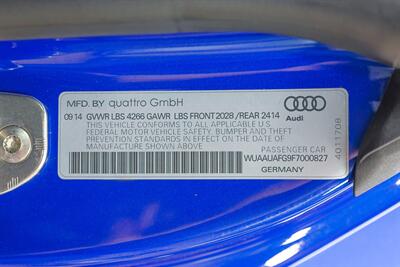 MFD. BY quattro GmbH
09 14 GVWR LBS 4266 GAWR LBS FRONT 2028 /REAR 2414
THIS VEHICLE CONFORMS TO ALL APPLICABLE U.S
FEDERAL MOTOR VEHICLE SAFETY, BUMPER AND THEFT
PREVENTION STANDARDS IN EFFECT ON THE DATE OF
MANUFACTURE SHOWN ABOVE.
PASSENGER CAR
WUAAUAFG9F7000827
GERMANY
Audi
4011708